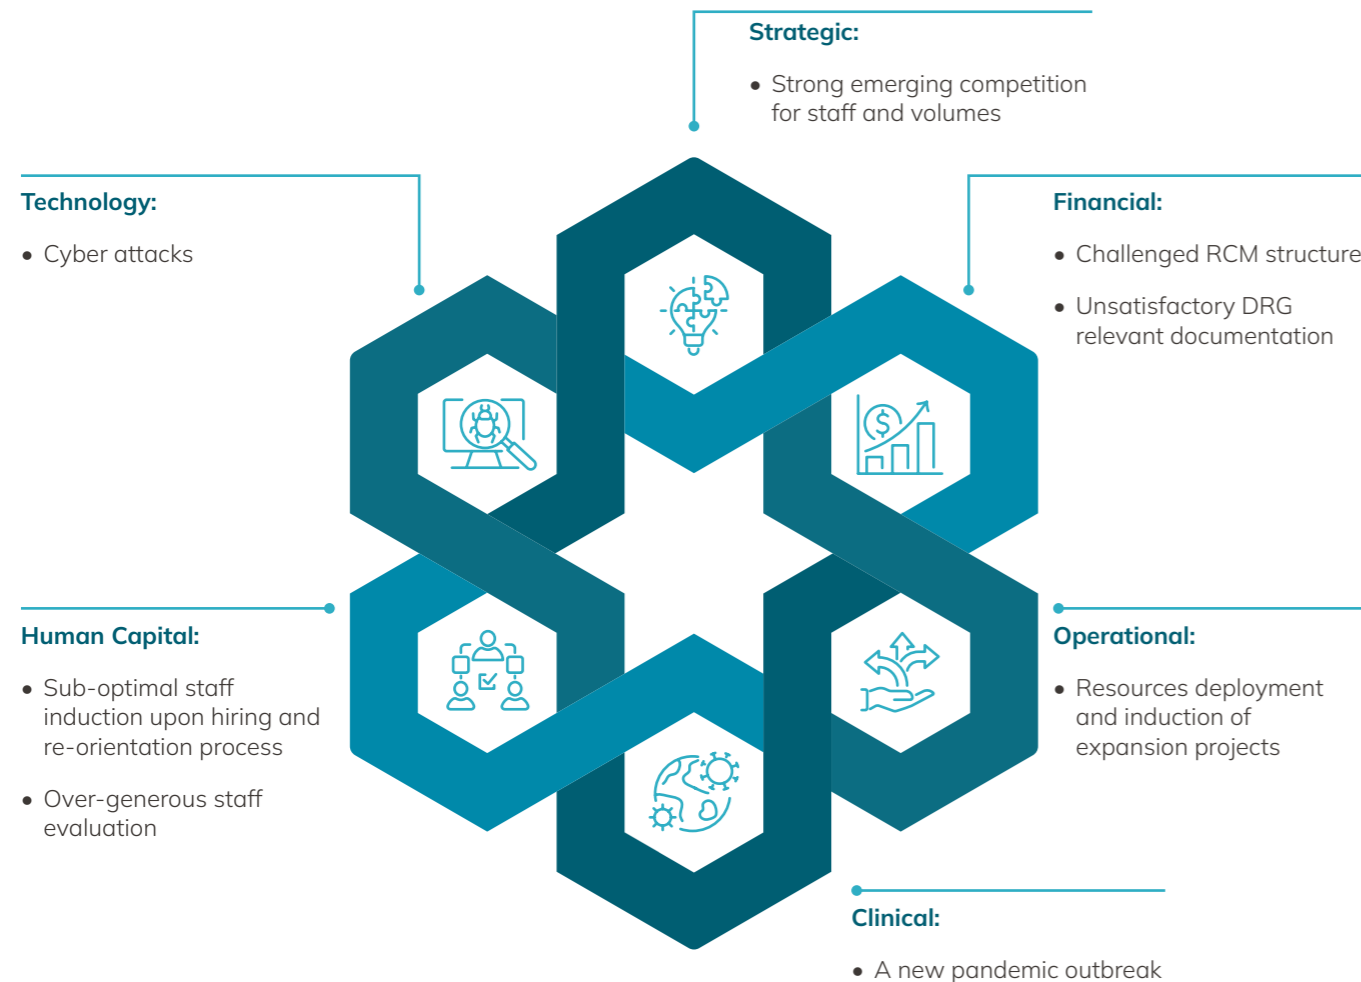 Strategic:
• Strong emerging competition
for staff and volumes
Technology:
• Cyber attacks
Financial:
• Challenged RCM structure
• Unsatisfactory DRG
relevant documentation
$
Human Capital:
• Sub-optimal staff
induction upon hiring and
re-orientation process
• Over-generous staff
evaluation
Operational:
• Resources deployment
and induction of
expansion projects
Clinical:
• A new pandemic outbreak